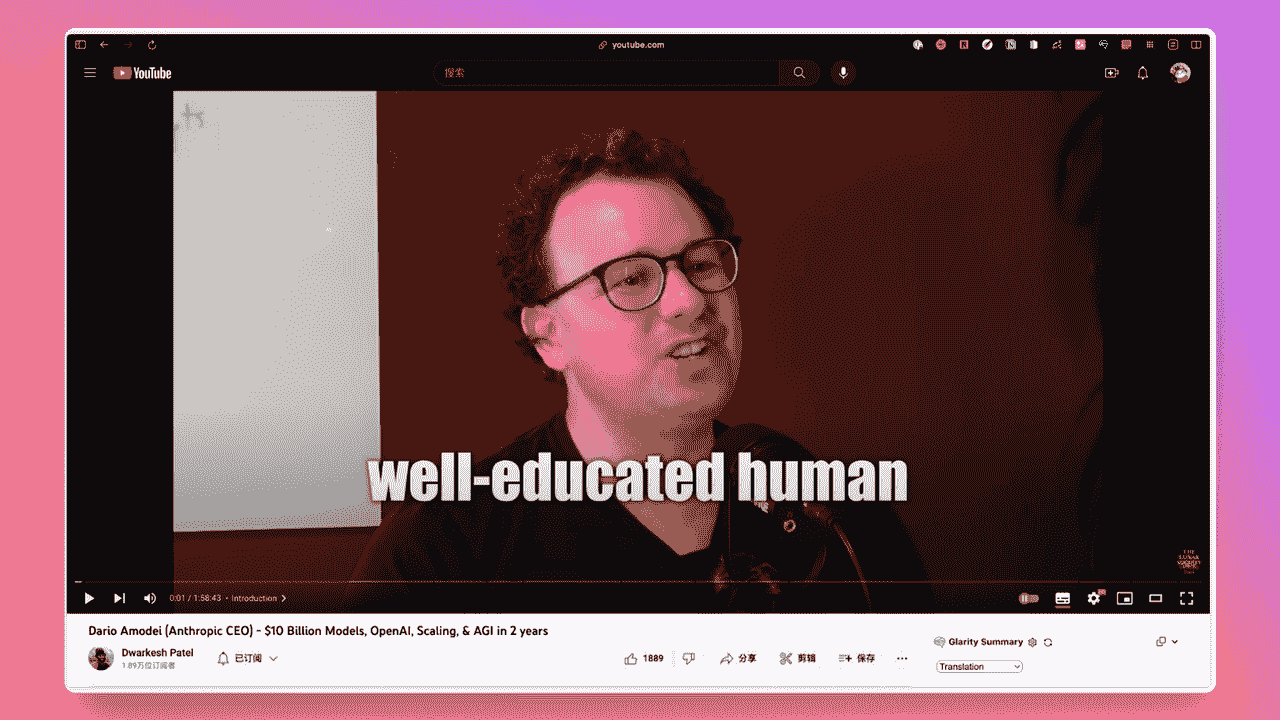 youtube.com
YouTube
搜索
well-educated human
0:01 / 1:58:43 • Introduction
Dario Amodei (Anthropic CEO) - $10 Billion Models, OpenAI, Scaling, & AGI in 2 years
Dwarkesh Patel
1.89万位订阅者
已订阅
1889
分享
剪辑
保存
Glarity Summary
Translation